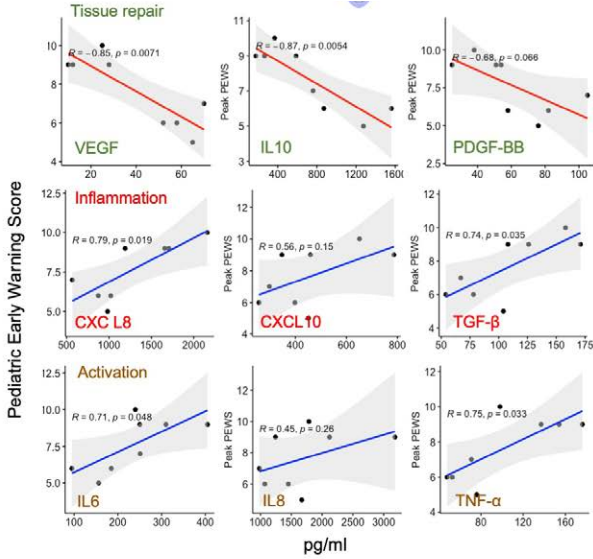 Tissue repair
R = −0.85, p = 0.0071
10
8
6
4
20 40 60
VEGF
Peak PEWS
R = −0.87, p = 0.0054
11
9
7
5
3
400 800 1200 1600
IL10
Peak PEWS
R = −0.68, p = 0.066
10.0
7.5
5.0
2.5
40 60 80 100
PDGF-BB
Pediatric Early Warning Score
Inflammation
R = 0.79, p = 0.019
10.0
7.5
5.0
500 1000 1500 2000
CXC L8
Peak PEWS
R = 0.56, p = 0.15
12
10
8
6
4
200 400 600 800
CXCL10
Peak PEWS
R = 0.74, p = 0.035
12
10
8
6
4
50 75 100 125 150 175
TGF-β
Activation
R = 0.71, p = 0.048
12.5
10.0
7.5
5.0
100 200 300 400
IL6
Peak PEWS
R = 0.45, p = 0.26
14
12
10
8
6
4
1000 1500 2000 2500 3000
IL8
Peak PEWS
R = 0.75, p = 0.033
12
10
8
6
4
80 120 160
TNF-α
pg/ml